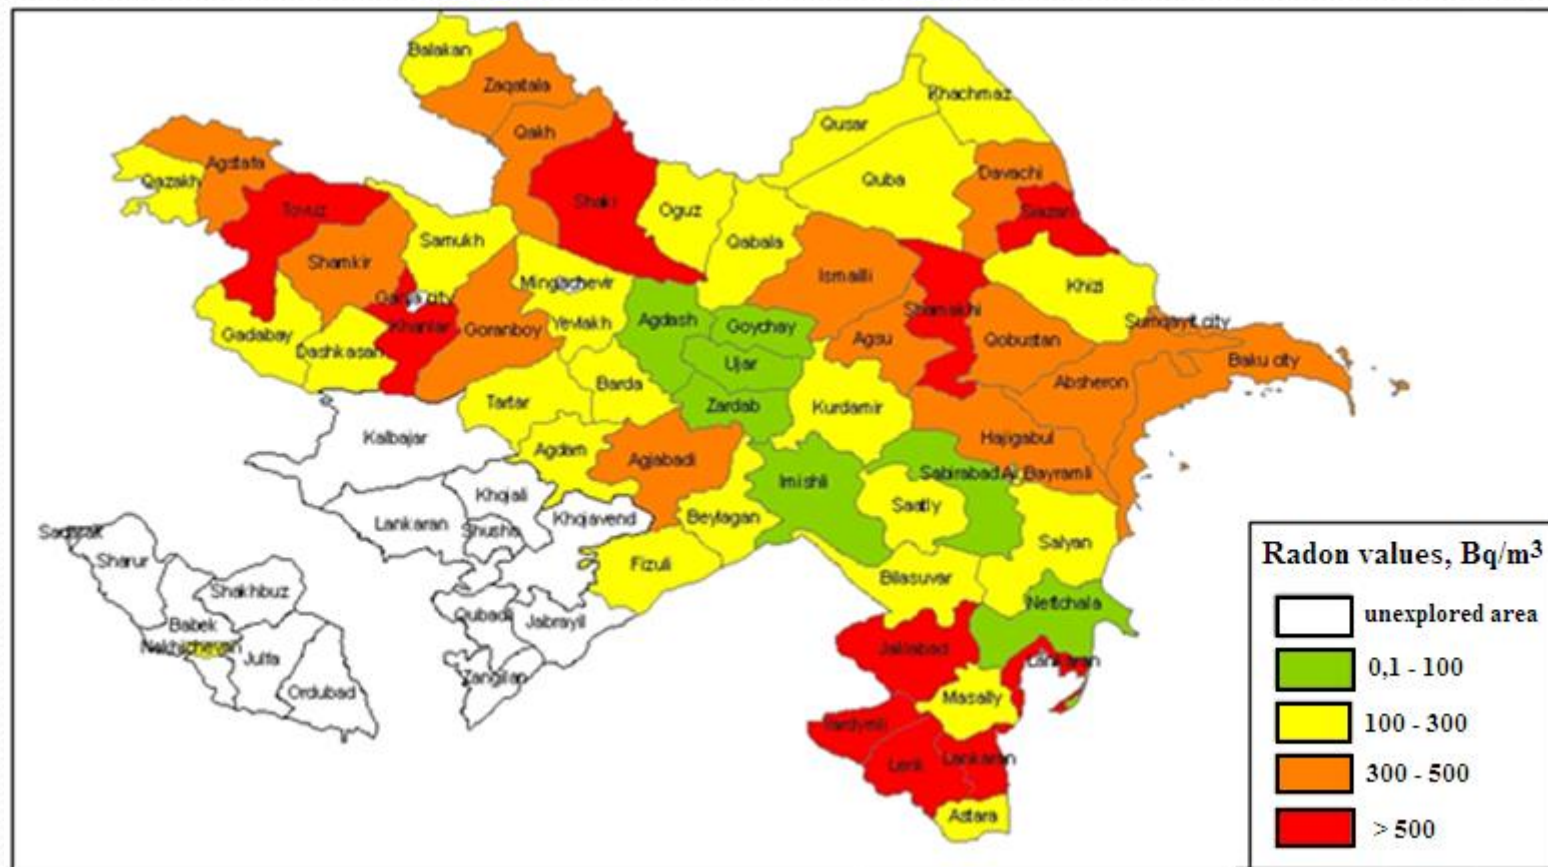 Balakan
Zaqatala
Qakh
Khachmaz
Qusar
Agstafa
Qazakh
Quba
Davachi
Tovuz
Shaki
Oguz
Siazan
Samukh
Qabala
Shamkir
Ismailli
Mingachevir
Khizi
Ganja city
Shamakhi
Khanlar
Goranboy
Yevlakh
Agdash
Goychay
Sumqayit city
Gadabay
Dashkasan
Agsu
Qobustan
Ujar
Baku city
Barda
Absheron
Tartar
Zardab
Kurdamir
Kalbajar
Hajigabul
Agdam
Agjabadi
Imishli
Sabirabad
Ali Bayramli
Khojali
Saatly
Lankaran
Khojavend
Beylagan
Shusha
Sadarak
Salyan
Sharur
Fizuli
Bilasuvar
Shakhbuz
Neftchala
Qubadli
Jabrayil
Babek
Nakhchevan
Jalilabad
Julfa
Lankaran
Zangilan
Ordubad
Masally
Yardymli
Lerik
Lankaran
Astara
Radon values, Bq/m³
unexplored area
0,1 - 100
100 - 300
300 - 500
> 500